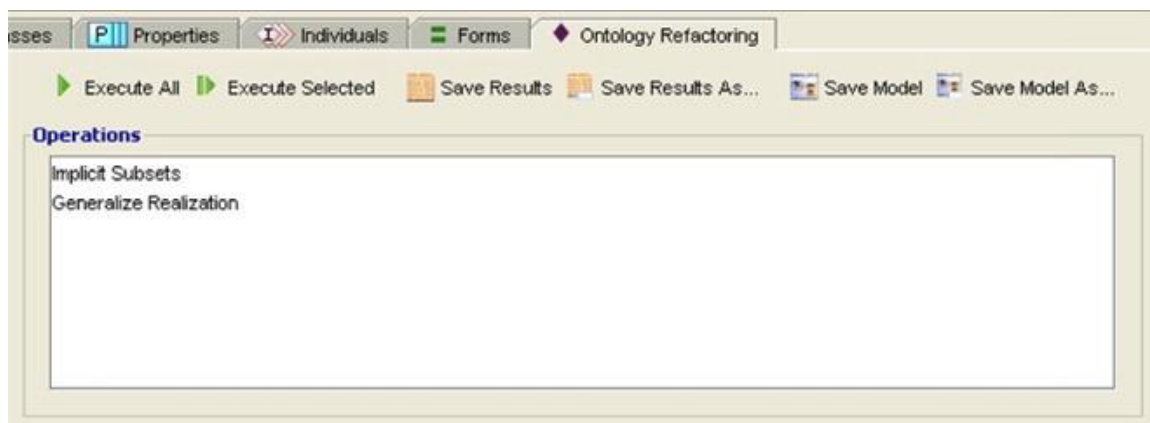 sses P Properties I Individuals Forms Ontology Refactoring
Execute All Execute Selected Save Results Save Results As... Save Model Save Model As...
Operations
Implicit Subsets
Generalize Realization